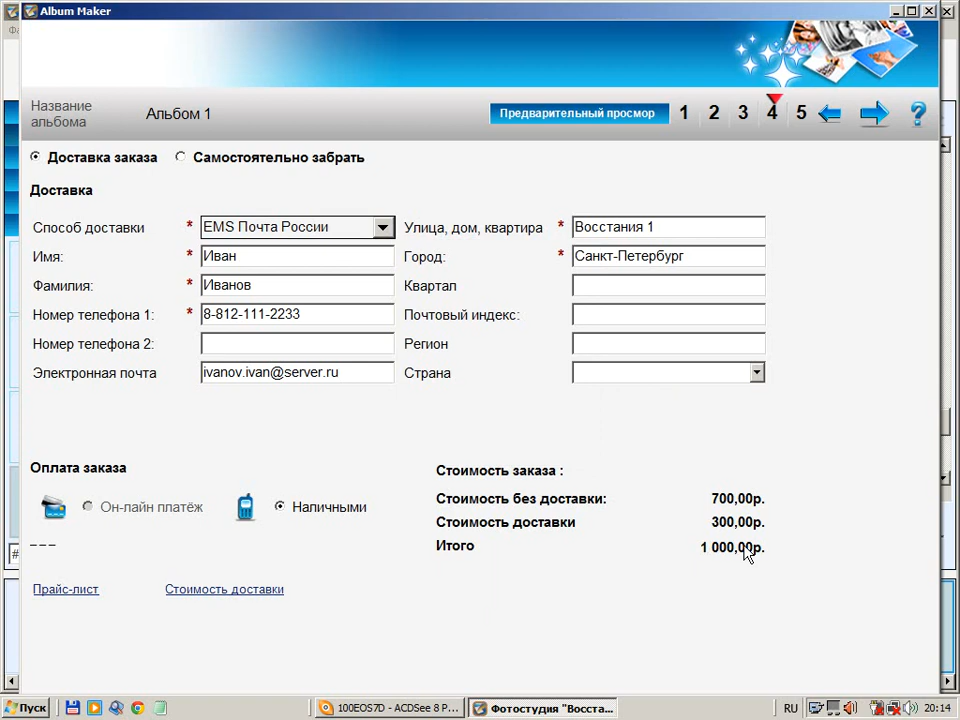 Album Maker
Название альбома
Альбом 1
Предварительный просмор
1 2 3 4 5 ?
Доставка заказа Самостоятельно забрать
Доставка
Способ доставки * EMS Почта России Улица, дом, квартира * Восстания 1
Имя: * Иван Город: * Санкт-Петербург
Фамилия: * Иванов Квартал
Номер телефона 1: * 8-812-111-2233 Почтовый индекс:
Номер телефона 2: Регион
Электронная почта ivanov.ivan@server.ru Страна
Оплата заказа Стоимость заказа :
Он-лайн платёж Наличными
Стоимость без доставки: 700,00р.
Стоимость доставки 300,00р.
Итого 1 000,00р.
---
Прайс-лист Стоимость доставки
Пуск 100EOS7D - ACDSee 8 P... Фотостудия "Восста... RU 20:14